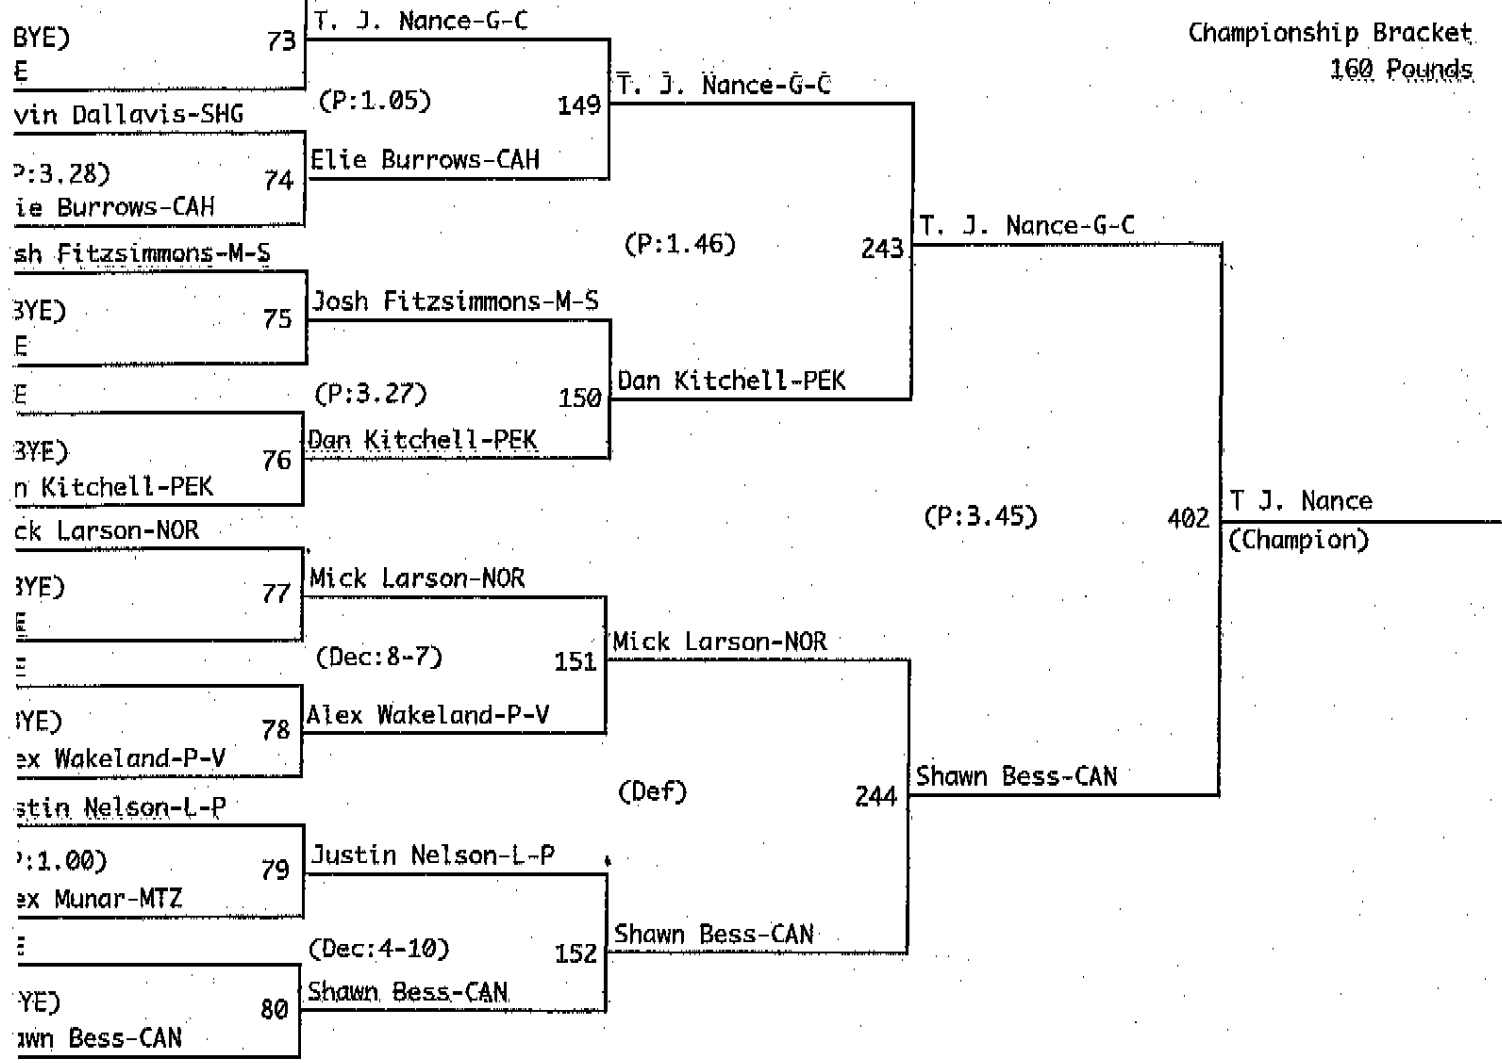 T. J. Nance-G-C
Championship Bracket
160 Pounds
BYE)
73
E
T. J. Nance-G-C
(P:1.05)
149
vin Dallavis-SHG
Elie Burrows-CAH
P:3.28)
74
ie Burrows-CAH
T. J. Nance-G-C
(P:1.46)
243
sh Fitzsimmons-M-S
Josh Fitzsimmons-M-S
BYE)
75
E
Dan Kitchell-PEK
E
(P:3.27)
150
Dan Kitchell-PEK
BYE)
76
n Kitchell-PEK
T J. Nance
(P:3.45)
402
(Champion)
ck Larson-NOR
Mick Larson-NOR
BYE)
77
E
Mick Larson-NOR
(Dec:8-7)
151
E
Alex Wakeland-P-V
YE)
78
ex Wakeland-P-V
Shawn Bess-CAN
(Def)
244
stin Nelson-L-P
Justin Nelson-L-P
P:1.00)
79
ex Munar-MTZ
Shawn Bess-CAN
E
(Dec:4-10)
152
Shawn Bess-CAN
YE)
80
awn Bess-CAN